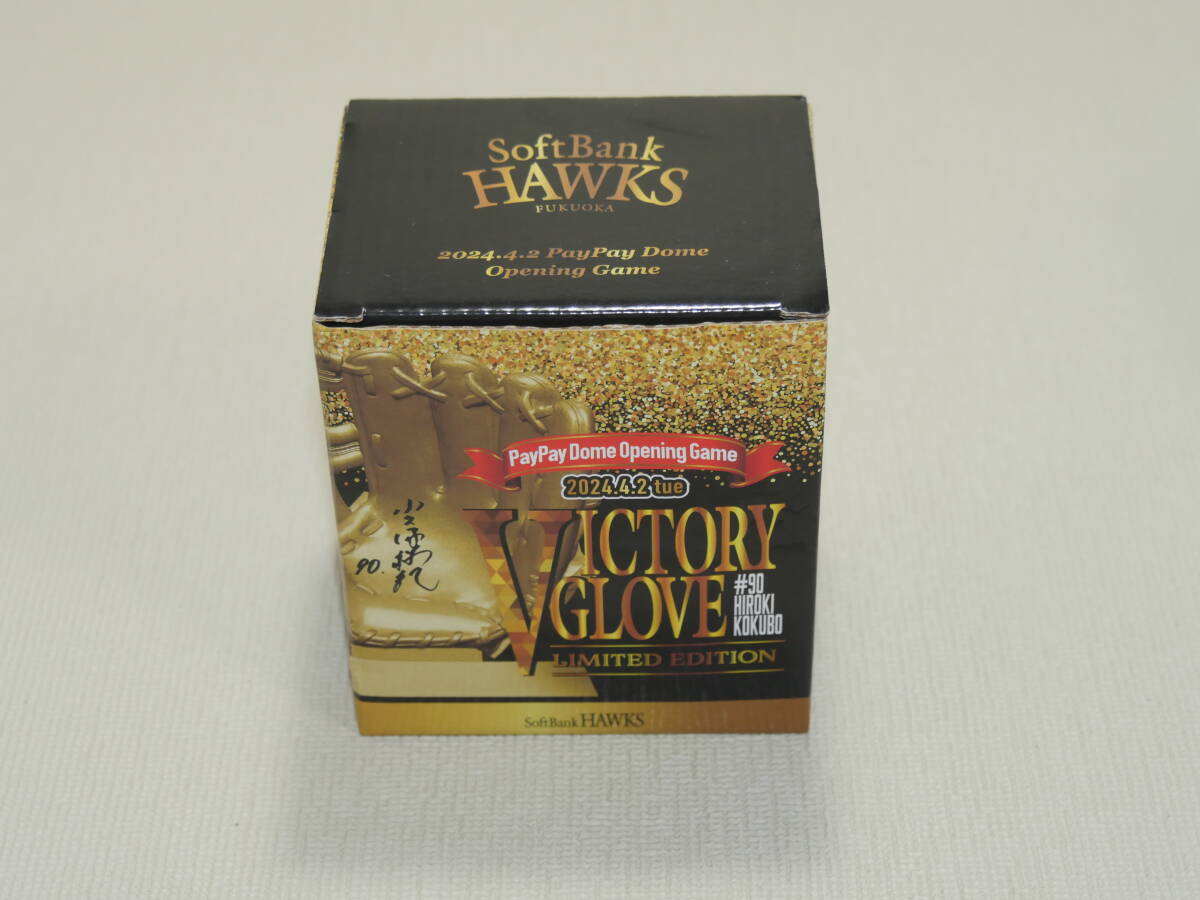 SoftBank
HAWKS
FUKUOKA
2024.4.2 PayPay Dome
Opening Game
PayPay Dome Opening Game
2024.4.2 tue
VICTORY
GLOVE
#90
HIROKI
KOKUBO
LIMITED EDITION
90.
SoftBank HAWKS